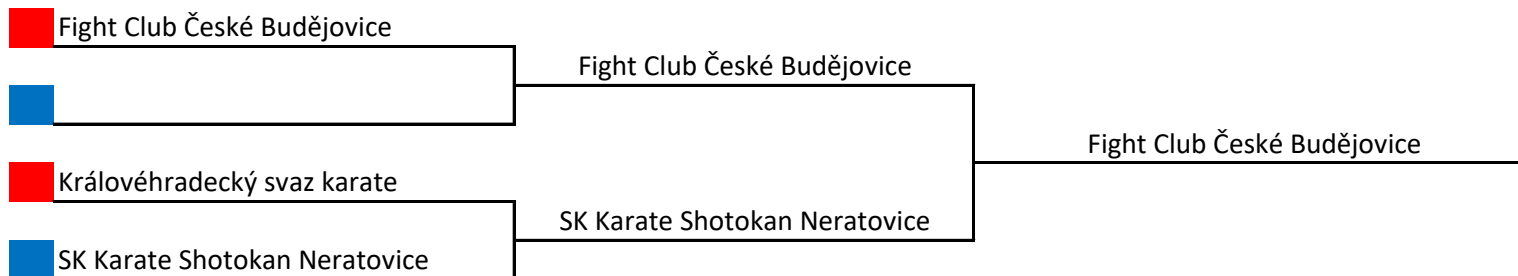 Fight Club České Budějovice
Fight Club České Budějovice
Fight Club České Budějovice
Královéhradecký svaz karate
SK Karate Shotokan Neratovice
SK Karate Shotokan Neratovice